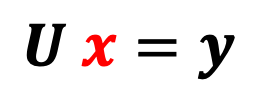 U x = y